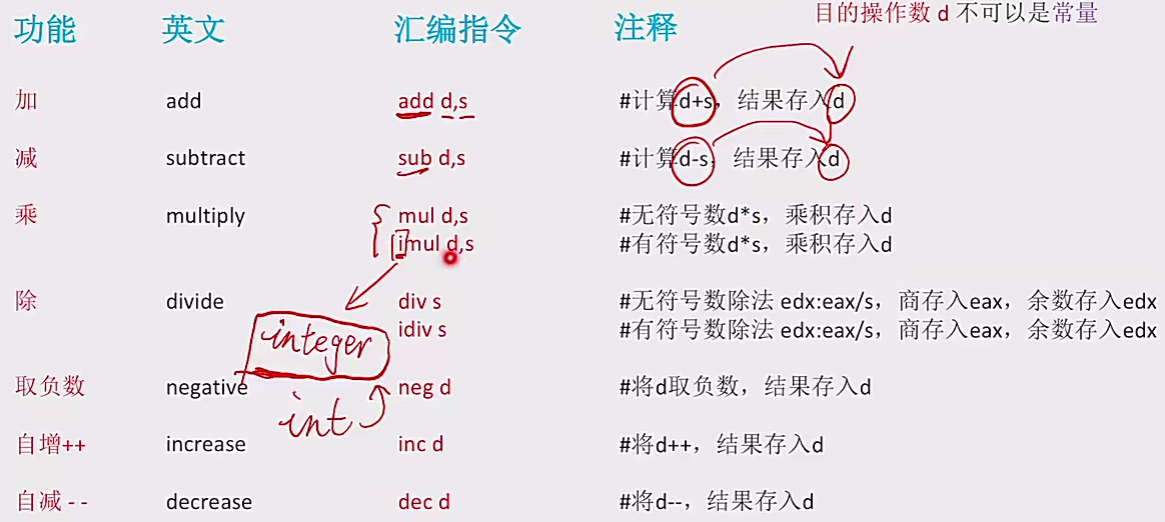 目的操作数 d 不可以是常量
功能 英文 汇编指令 注释
加 add add d,s #计算d+s，结果存入d
减 subtract sub d,s #计算d-s，结果存入d
乘 multiply mul d,s #无符号数d*s，乘积存入d
imul d,s #有符号数d*s，乘积存入d
除 divide div s #无符号数除法 edx:eax/s，商存入eax，余数存入edx
integer idiv s #有符号数除法 edx:eax/s，商存入eax，余数存入edx
取负数 negative neg d #将d取负数，结果存入d
int
自增++ increase inc d #将d++，结果存入d
自减 - - decrease dec d #将d--，结果存入d